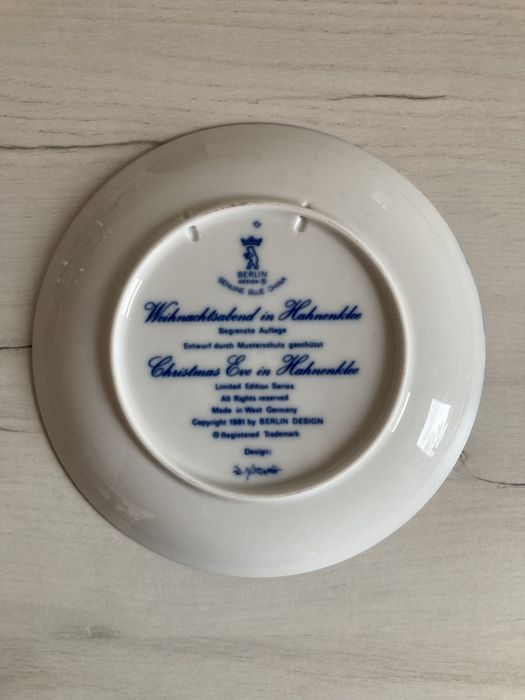 BERLIN
DESIGN ®
GENUINE BLUE CHINA
Weihnachtsabend in Hahnenklee
Begrenzte Auflage
Entwurf durch Musterschutz geschützt
Christmas Eve in Hahnenklee
Limited Edition Series
All Rights reserved
Made in West Germany
Copyright 1981 by BERLIN DESIGN
® Registered Trademark
Design: